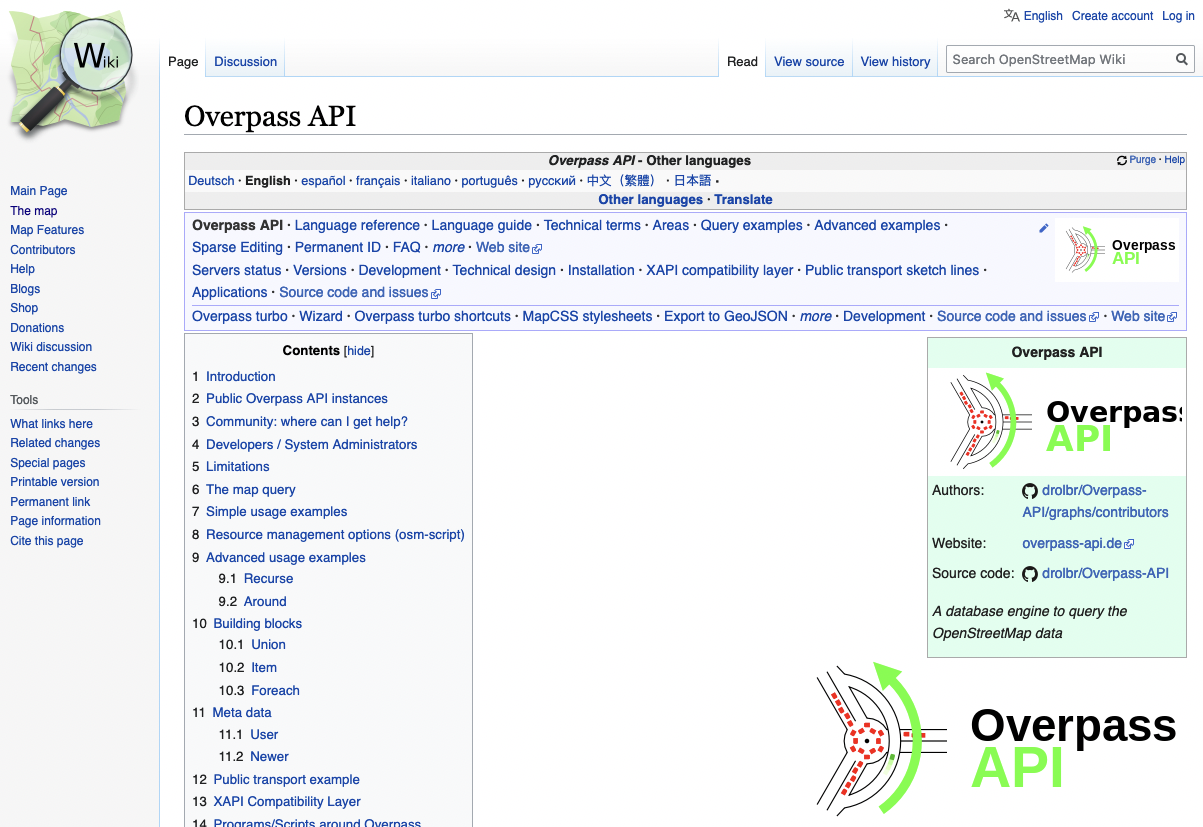 English Create account Log in
Wiki
Page Discussion Read View source View history Search OpenStreetMap Wiki
Overpass API
Main Page
The map
Map Features
Contributors
Help
Blogs
Shop
Donations
Wiki discussion
Recent changes
Tools
What links here
Related changes
Special pages
Printable version
Permanent link
Page information
Cite this page
Overpass API - Other languages Purge · Help
Deutsch · English · español · français · italiano · português · русский · 中文（繁體） · 日本語 ·
Other languages · Translate
Overpass API · Language reference · Language guide · Technical terms · Areas · Query examples · Advanced examples ·
Sparse Editing · Permanent ID · FAQ · more · Web site
Servers status · Versions · Development · Technical design · Installation · XAPI compatibility layer · Public transport sketch lines ·
Applications · Source code and issues
Overpass
API
Overpass turbo · Wizard · Overpass turbo shortcuts · MapCSS stylesheets · Export to GeoJSON · more · Development · Source code and issues · Web site
Contents [hide]
1 Introduction
2 Public Overpass API instances
3 Community: where can I get help?
4 Developers / System Administrators
5 Limitations
6 The map query
7 Simple usage examples
8 Resource management options (osm-script)
9 Advanced usage examples
9.1 Recurse
9.2 Around
10 Building blocks
10.1 Union
10.2 Item
10.3 Foreach
11 Meta data
11.1 User
11.2 Newer
12 Public transport example
13 XAPI Compatibility Layer
14 Programs/Scripts around Overpass
Overpass API
Overpass
API
Authors: drolbr/Overpass-
API/graphs/contributors
Website: overpass-api.de
Source code: drolbr/Overpass-API
A database engine to query the
OpenStreetMap data
Overpass
API